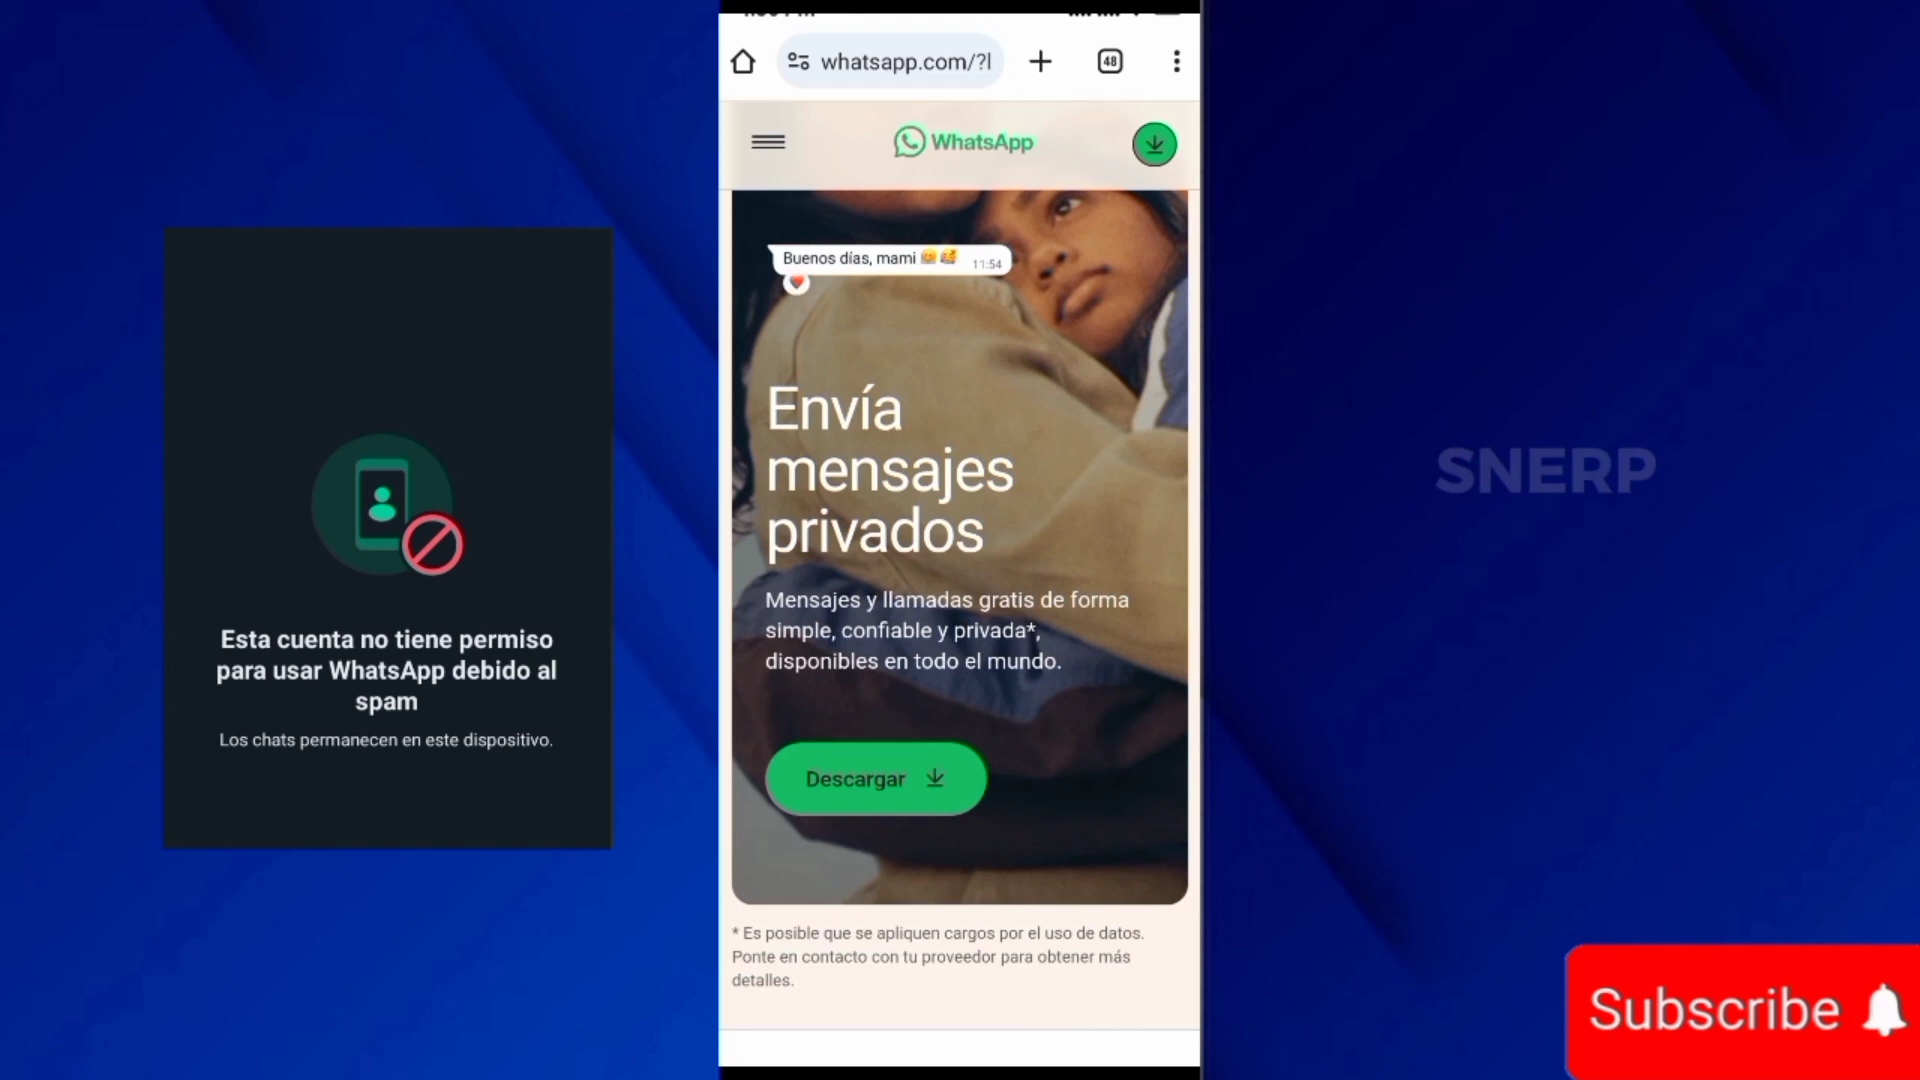 Esta cuenta no tiene permiso
para usar WhatsApp debido al
spam
Los chats permanecen en este dispositivo.
whatsapp.com/?l
48
WhatsApp
Buenos días, mami
11:54
Envía
mensajes
privados
Mensajes y llamadas gratis de forma
simple, confiable y privada*,
disponibles en todo el mundo.
Descargar
* Es posible que se apliquen cargos por el uso de datos.
Ponte en contacto con tu proveedor para obtener más
detalles.
SNERP
Subscribe